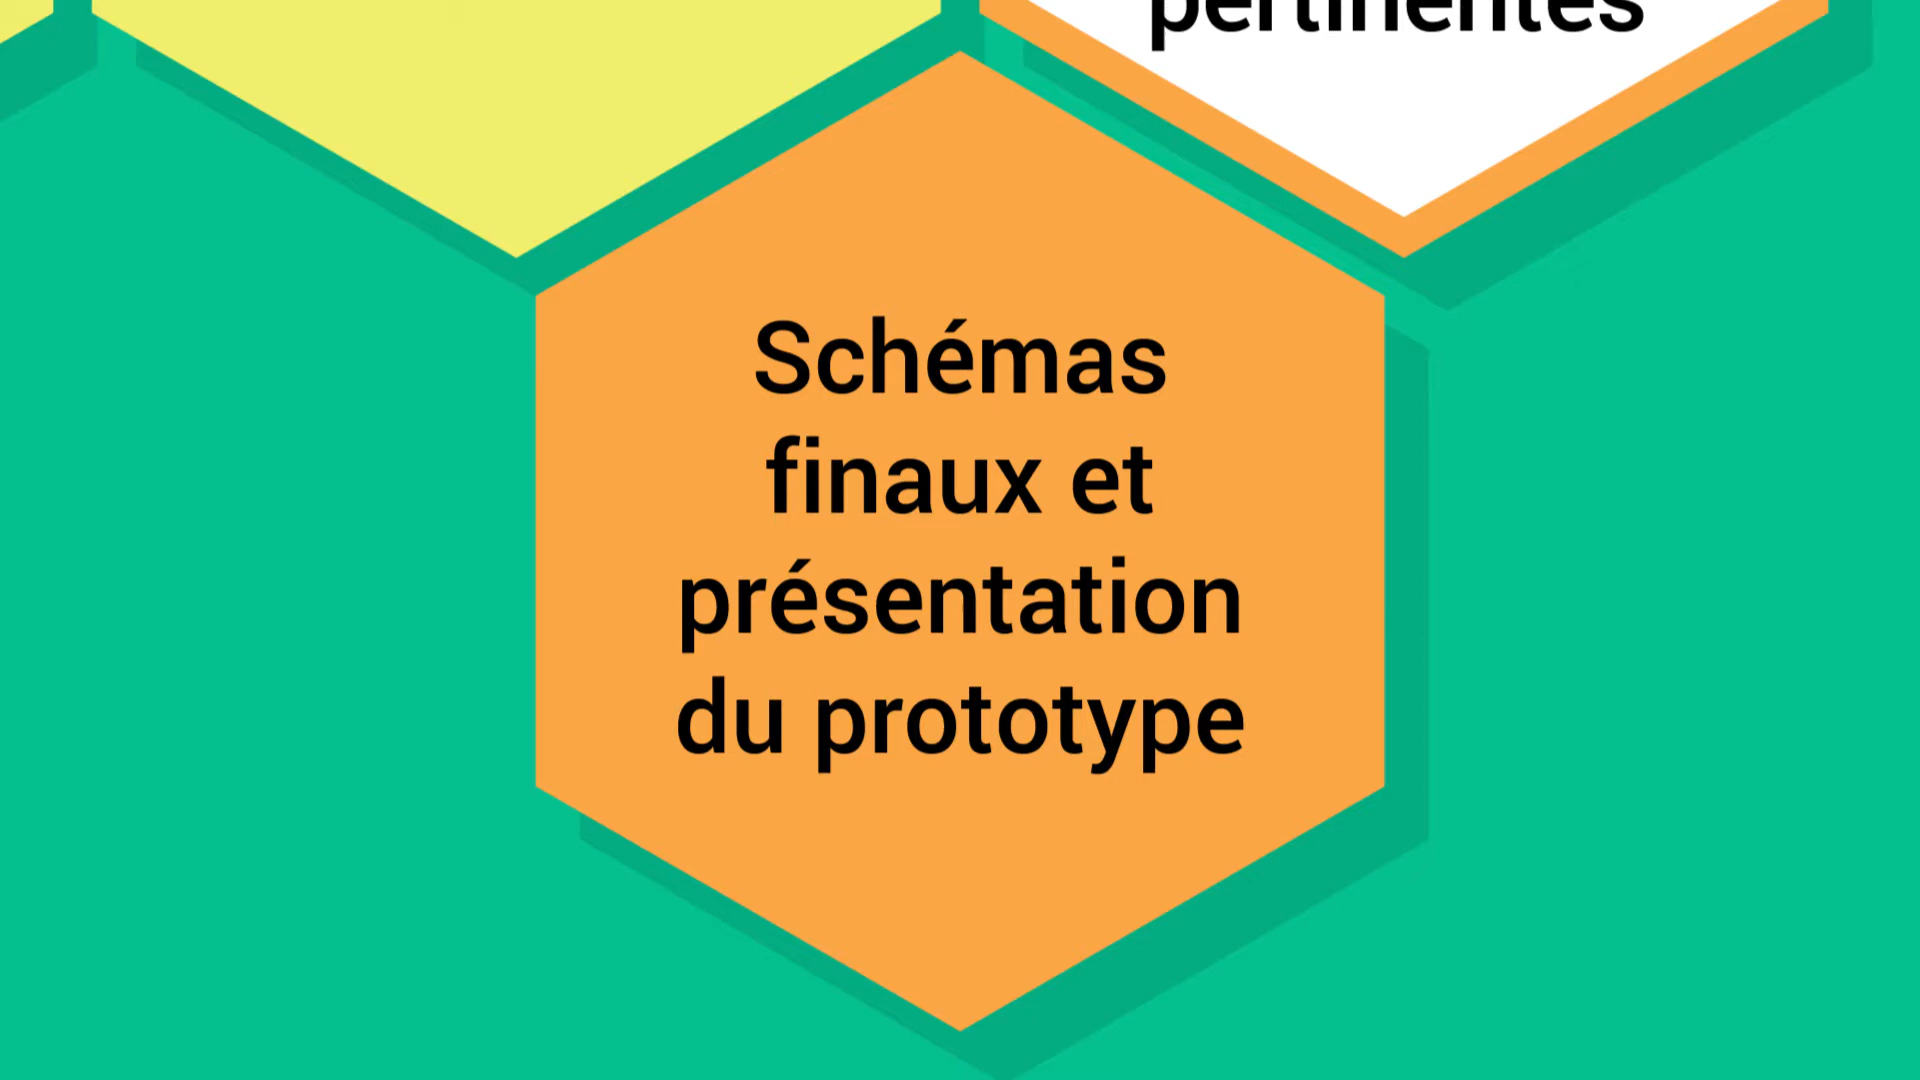 pertinentes
Schémas
finaux et
présentation
du prototype